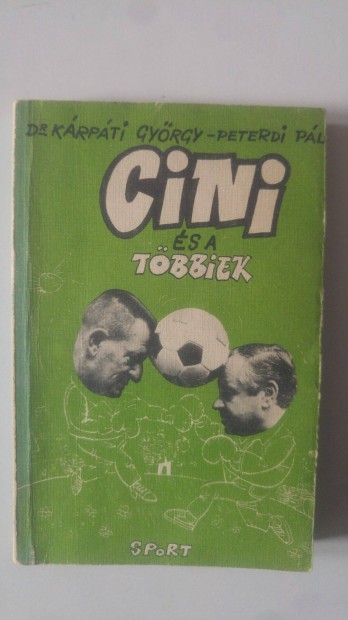 DR KÁRPÁTI GYÖRGY-PETERDI PÁL
CiNi
ÉS A
TÖBBIEK
SPORT